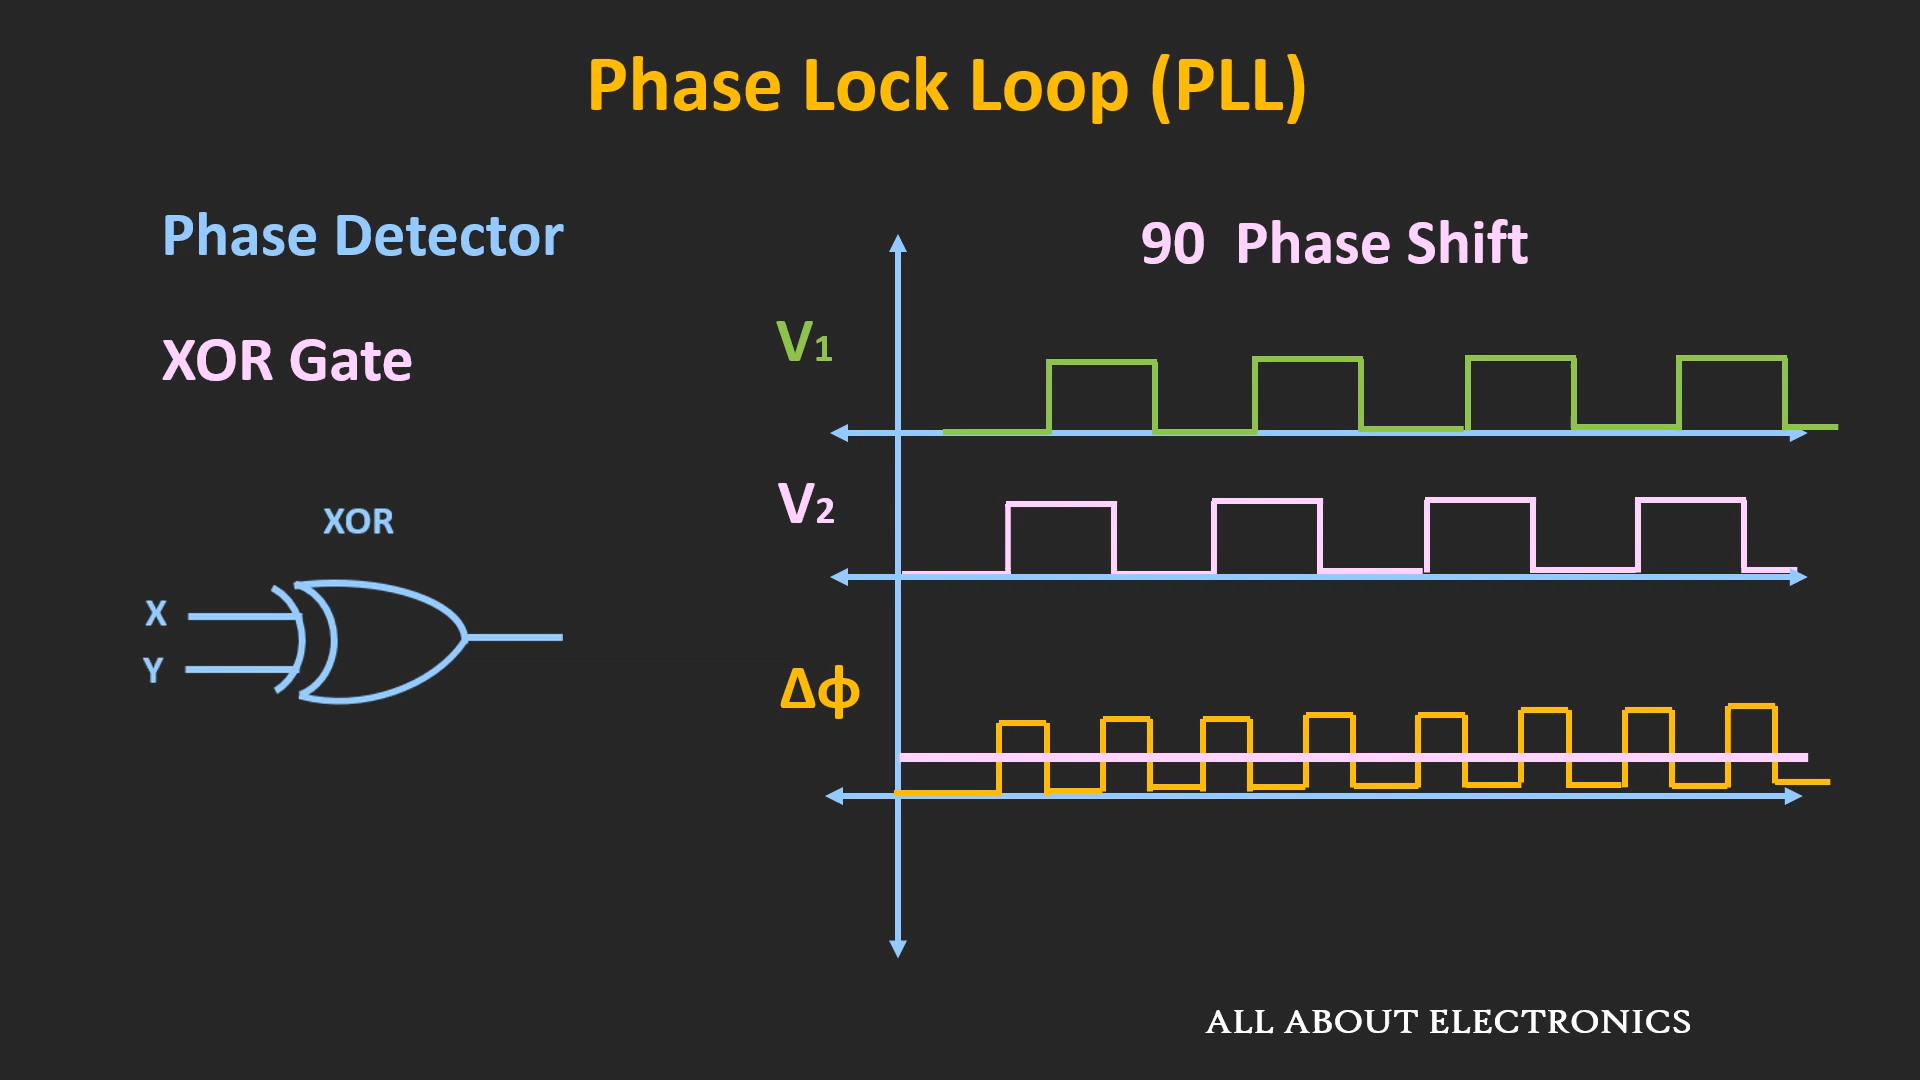 Phase Lock Loop (PLL)
Phase Detector
90 Phase Shift
XOR Gate
V1
V2
XOR
X
Y
Δϕ
ALL ABOUT ELECTRONICS